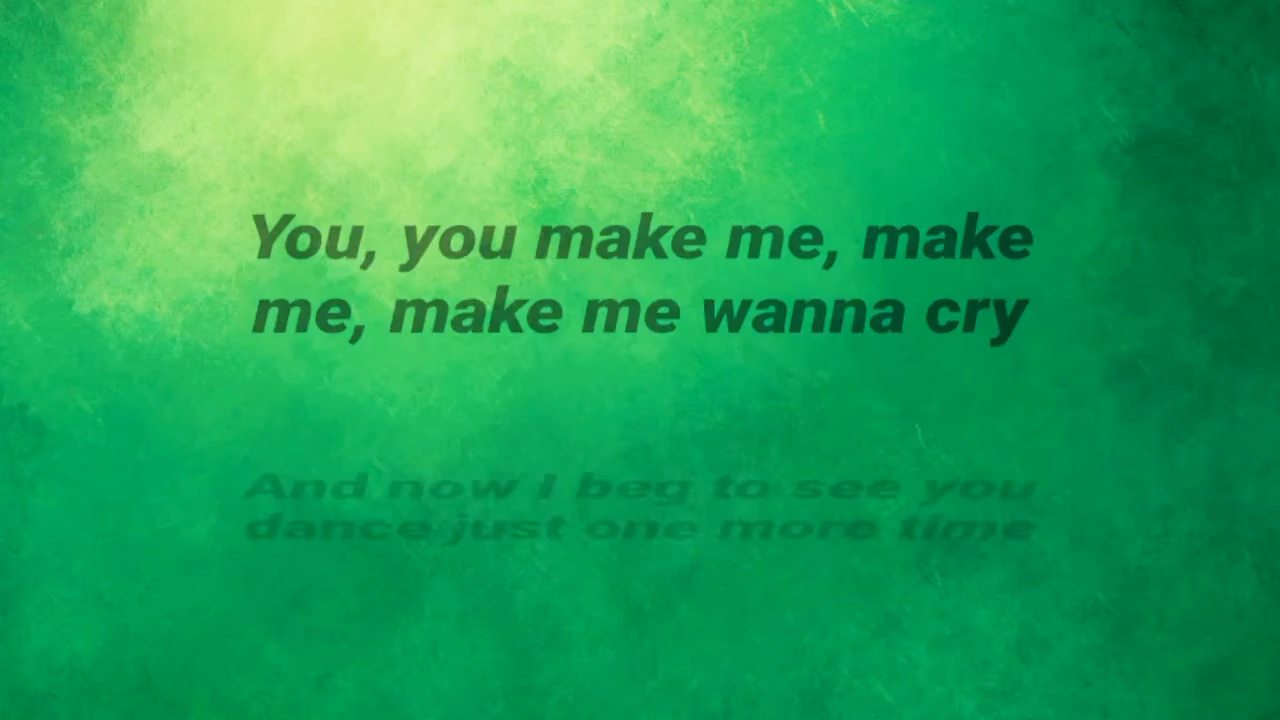 You, you make me, make
me, make me wanna cry
And now I beg to see you
dance just one more time